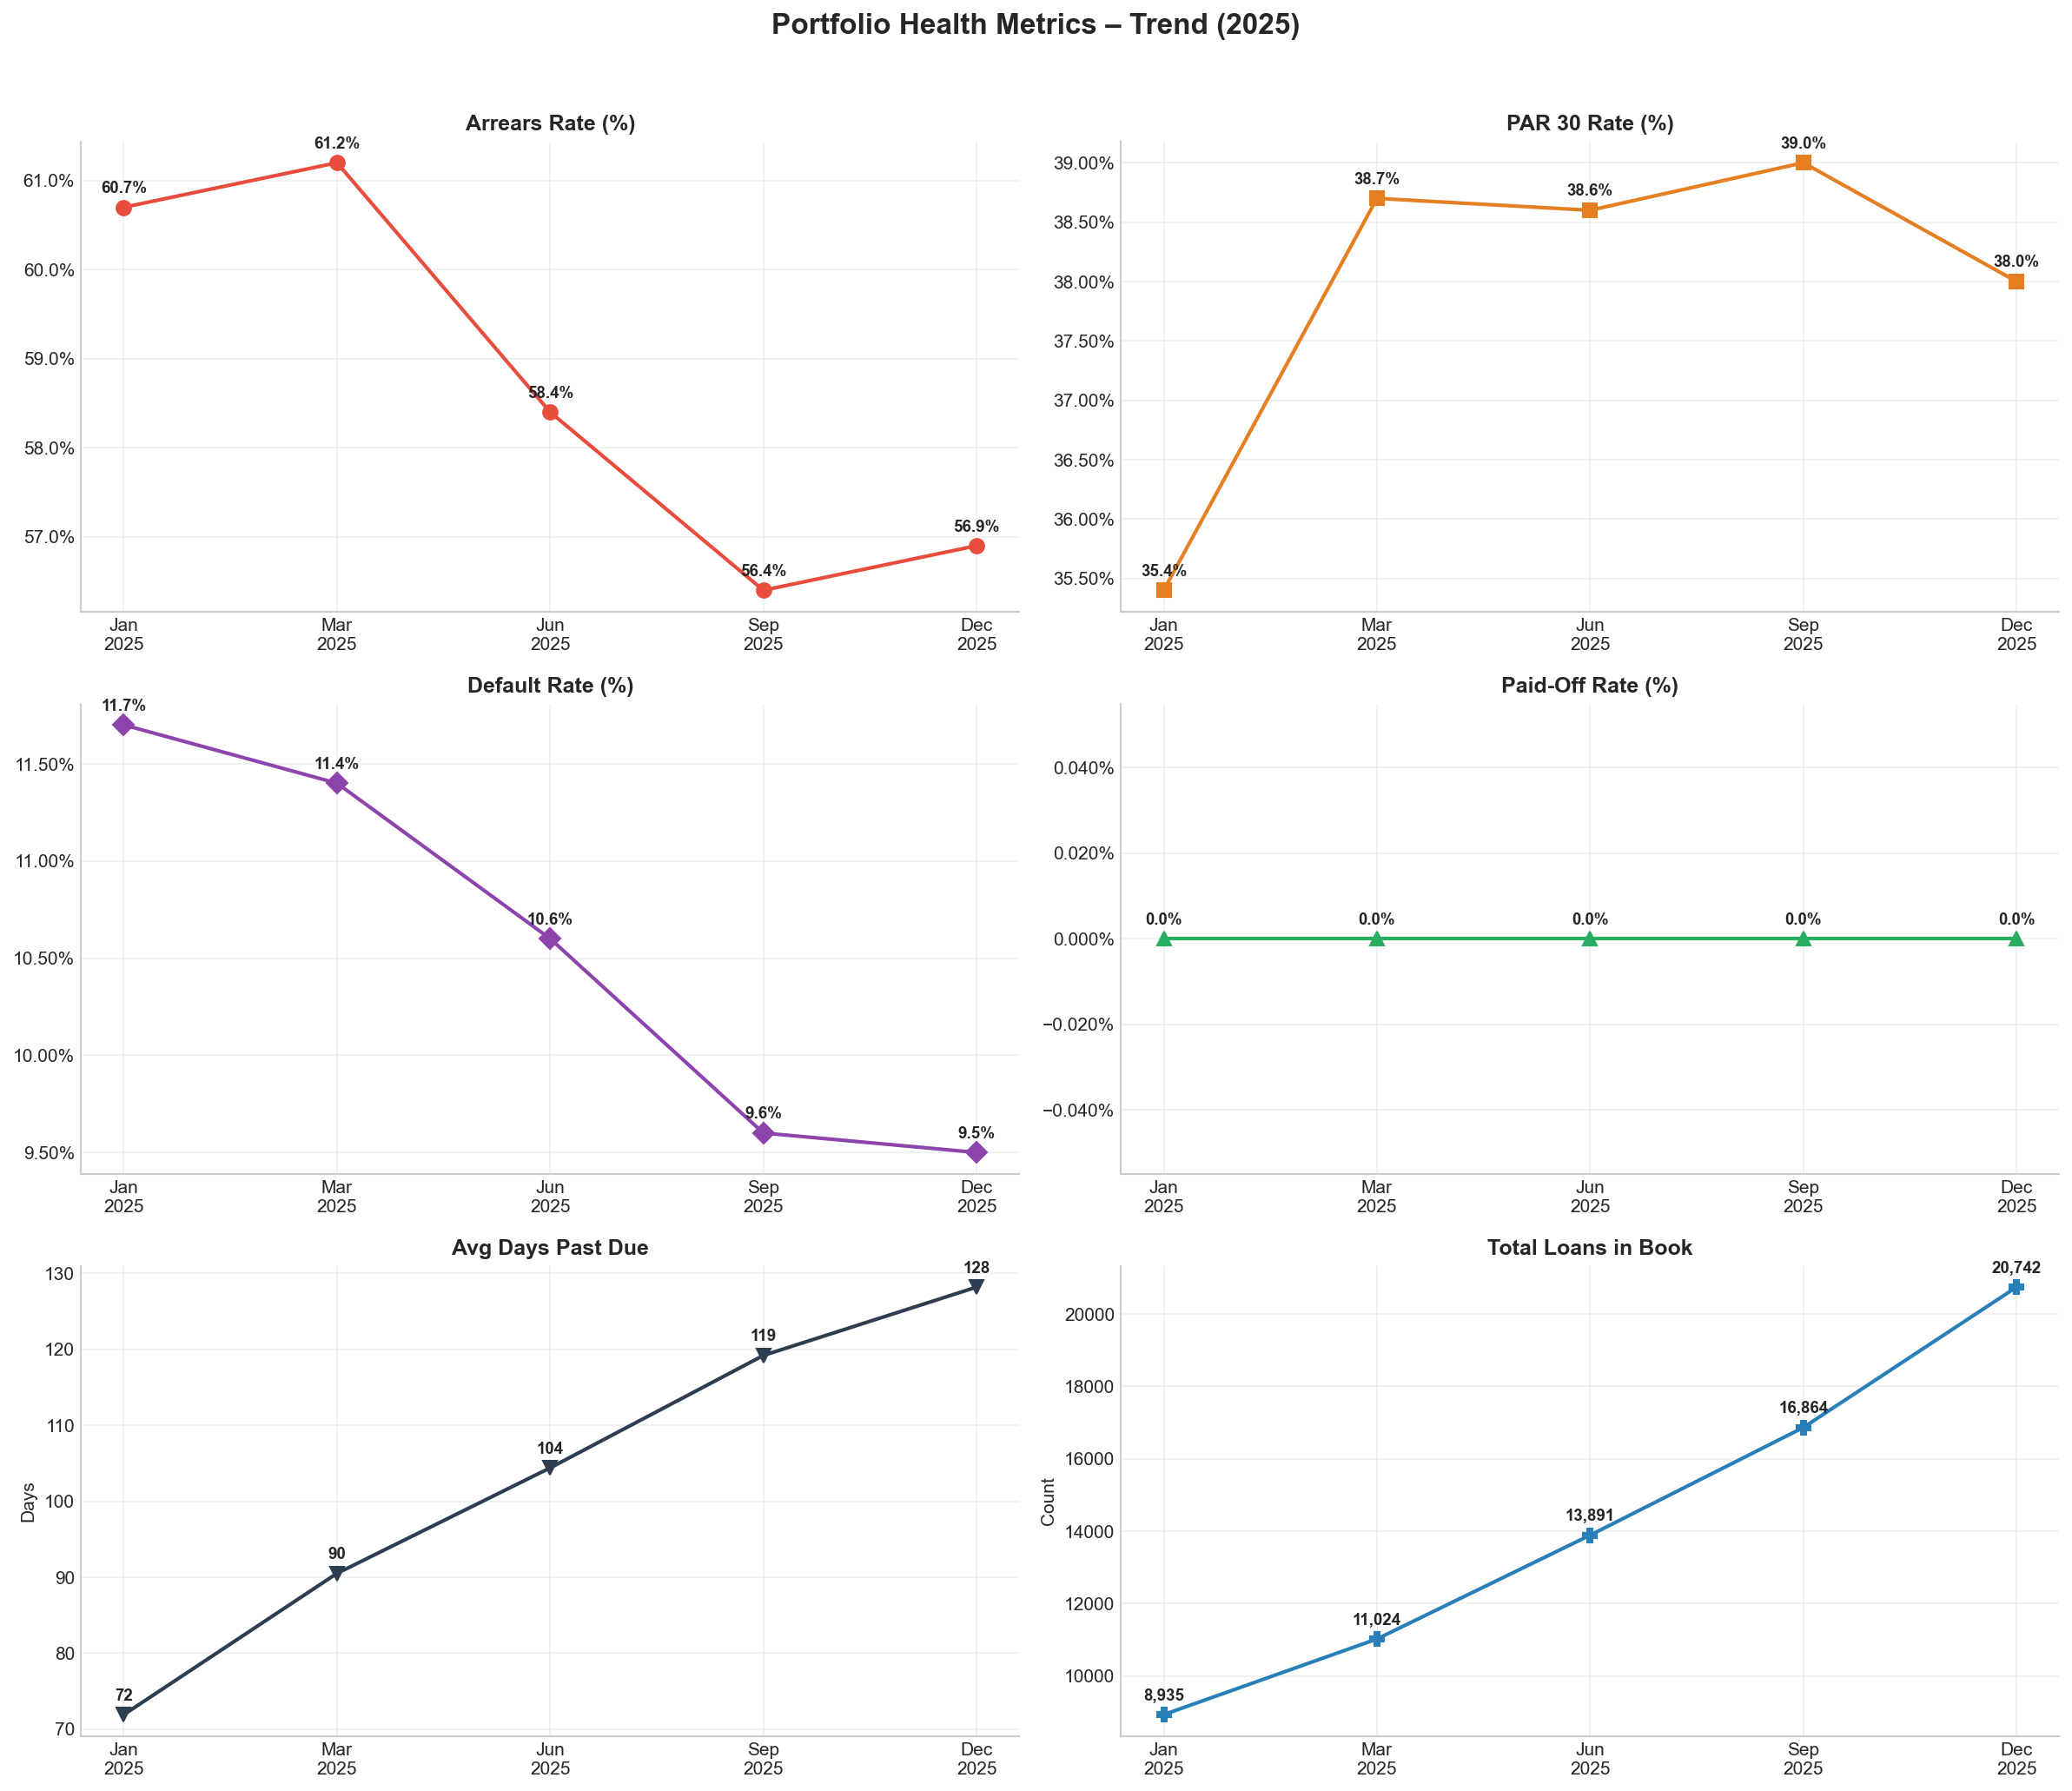 Portfolio Health Metrics – Trend (2025)
Arrears Rate (%)
61.0%
60.0%
59.0%
58.0%
57.0%
60.7%
61.2%
58.4%
56.4%
56.9%
Jan
2025
Mar
2025
Jun
2025
Sep
2025
Dec
2025
PAR 30 Rate (%)
39.00%
38.50%
38.00%
37.50%
37.00%
36.50%
36.00%
35.50%
35.4%
38.7%
38.6%
39.0%
38.0%
Jan
2025
Mar
2025
Jun
2025
Sep
2025
Dec
2025
Default Rate (%)
11.50%
11.00%
10.50%
10.00%
9.50%
11.7%
11.4%
10.6%
9.6%
9.5%
Jan
2025
Mar
2025
Jun
2025
Sep
2025
Dec
2025
Paid-Off Rate (%)
0.040%
0.020%
0.000%
−0.020%
−0.040%
0.0%
0.0%
0.0%
0.0%
0.0%
Jan
2025
Mar
2025
Jun
2025
Sep
2025
Dec
2025
Avg Days Past Due
Days
130
120
110
100
90
80
70
72
90
104
119
128
Jan
2025
Mar
2025
Jun
2025
Sep
2025
Dec
2025
Total Loans in Book
Count
20000
18000
16000
14000
12000
10000
8,935
11,024
13,891
16,864
20,742
Jan
2025
Mar
2025
Jun
2025
Sep
2025
Dec
2025